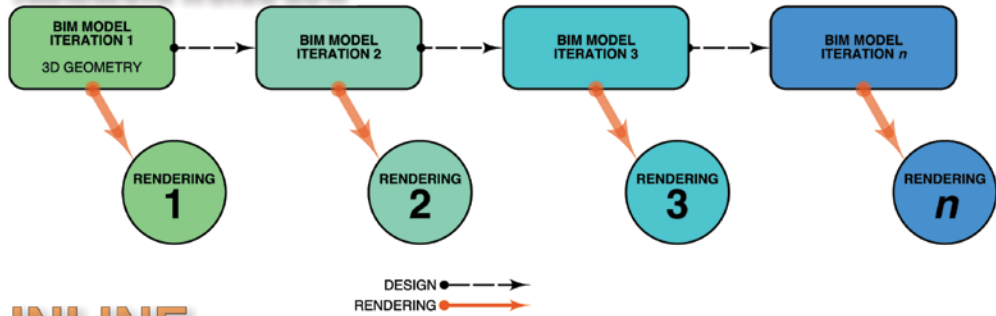 BIM MODEL
ITERATION 1
3D GEOMETRY
BIM MODEL
ITERATION 2
BIM MODEL
ITERATION 3
BIM MODEL
ITERATION n
RENDERING
1
RENDERING
2
RENDERING
3
RENDERING
n
DESIGN
RENDERING
INLINE